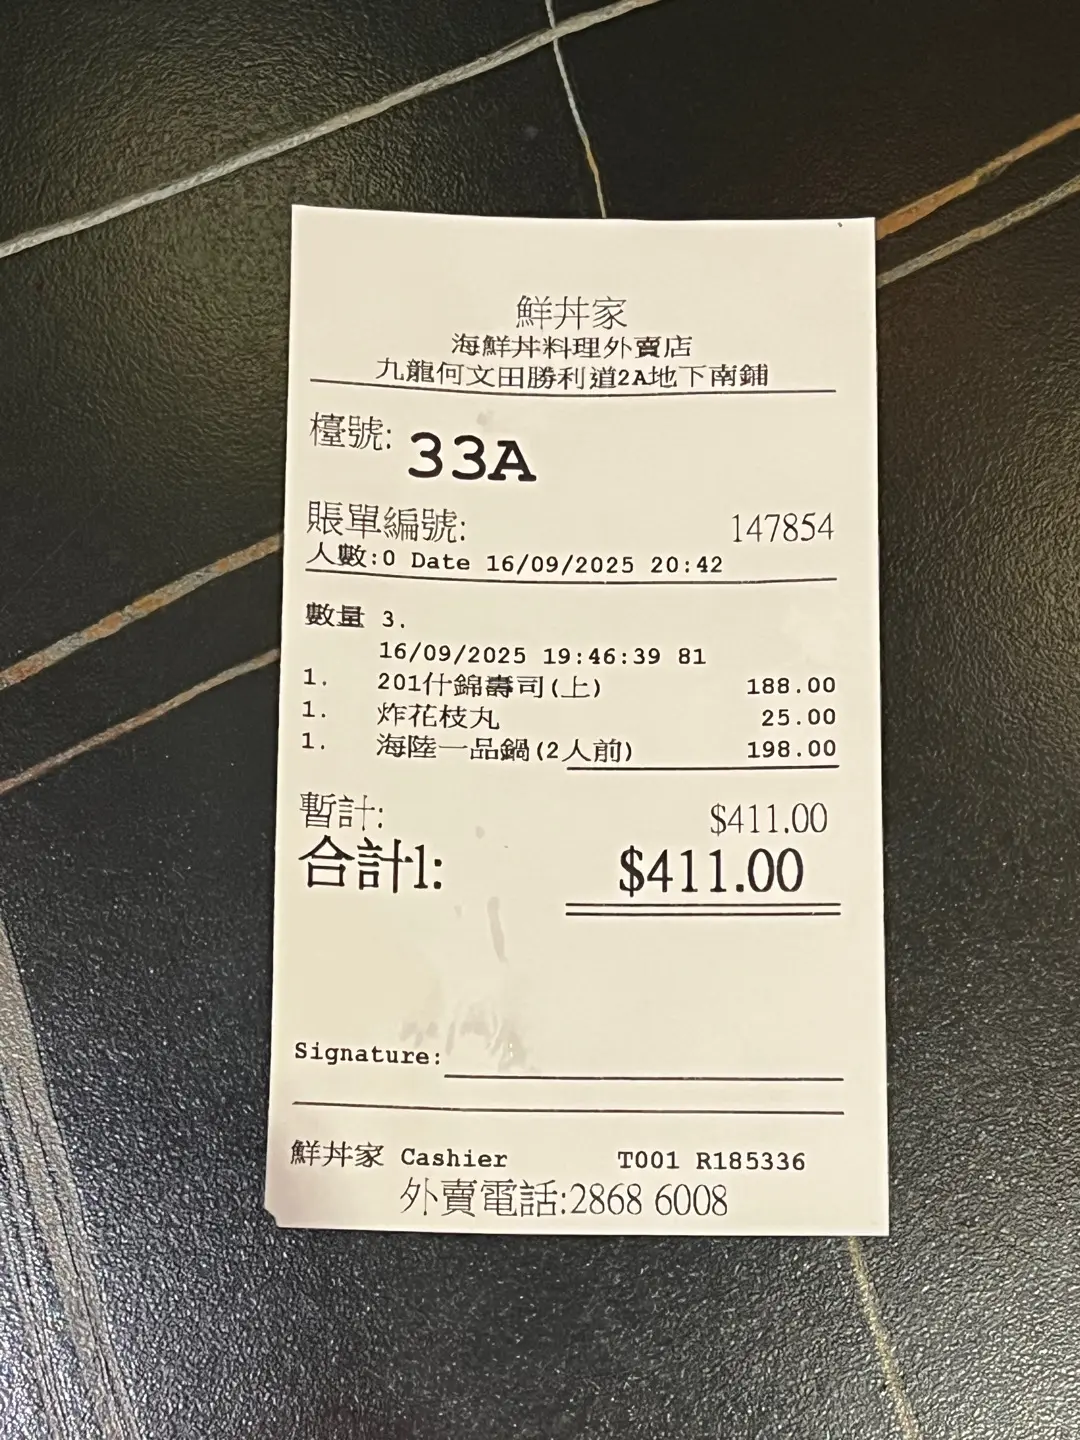 鮮丼家
海鮮丼料理外賣店
九龍何文田勝利道2A地下南鋪
檯號: 33A
賬單編號: 147854
人數:0 Date 16/09/2025 20:42
數量 3.
16/09/2025 19:46:39 81
1. 201什錦壽司(上) 188.00
1. 炸花枝丸 25.00
1. 海陸一品鍋(2人前) 198.00
暫計: $411.00
合計1: $411.00
Signature:
鮮丼家 Cashier T001 R185336
外賣電話:2868 6008